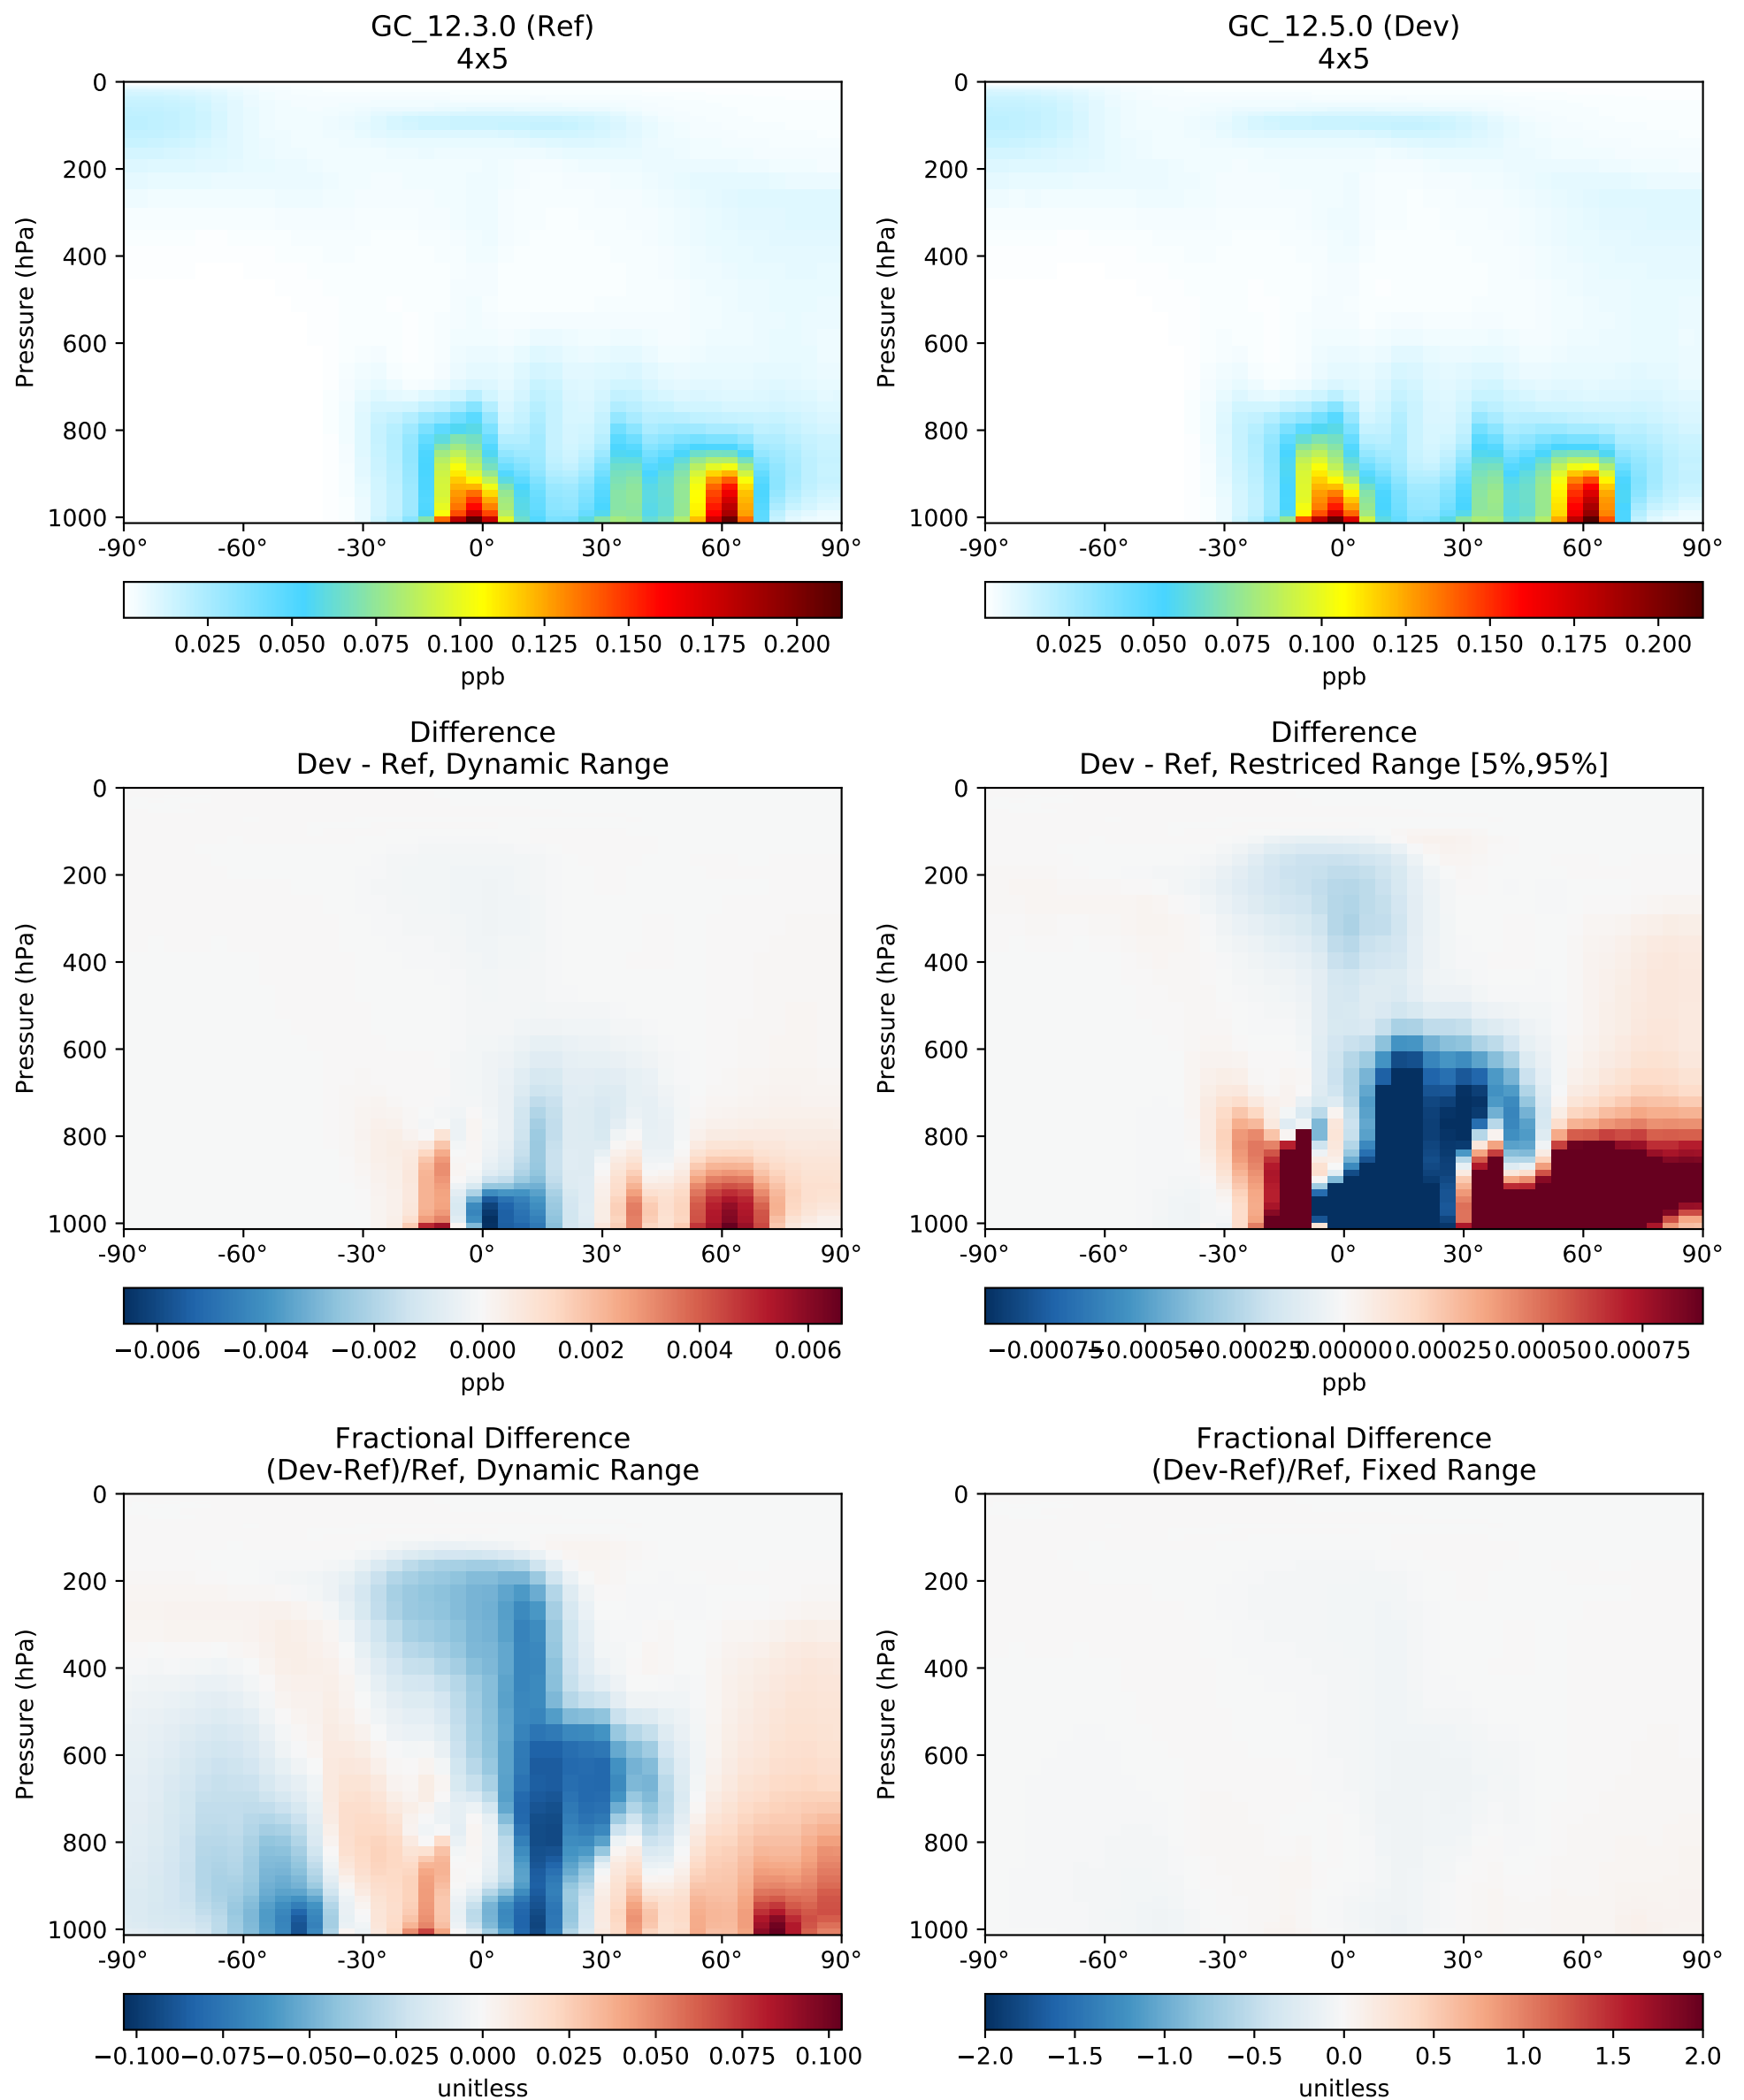 GC_12.3.0 (Ref)
4x5
0
200
400
600
800
1000
Pressure (hPa)
-90° -60° -30° 0° 30° 60° 90°
0.025 0.050 0.075 0.100 0.125 0.150 0.175 0.200
ppb
GC_12.5.0 (Dev)
4x5
0
200
400
600
800
1000
Pressure (hPa)
-90° -60° -30° 0° 30° 60° 90°
0.025 0.050 0.075 0.100 0.125 0.150 0.175 0.200
ppb
Difference
Dev - Ref, Dynamic Range
0
200
400
600
800
1000
Pressure (hPa)
-90° -60° -30° 0° 30° 60° 90°
−0.006 −0.004 −0.002 0.000 0.002 0.004 0.006
ppb
Difference
Dev - Ref, Restriced Range [5%,95%]
0
200
400
600
800
1000
Pressure (hPa)
-90° -60° -30° 0° 30° 60° 90°
−0.00075 −0.00050 −0.00025 0.00000 0.00025 0.00050 0.00075
ppb
Fractional Difference
(Dev-Ref)/Ref, Dynamic Range
0
200
400
600
800
1000
Pressure (hPa)
-90° -60° -30° 0° 30° 60° 90°
−0.100 −0.075 −0.050 −0.025 0.000 0.025 0.050 0.075 0.100
unitless
Fractional Difference
(Dev-Ref)/Ref, Fixed Range
0
200
400
600
800
1000
Pressure (hPa)
-90° -60° -30° 0° 30° 60° 90°
−2.0 −1.5 −1.0 −0.5 0.0 0.5 1.0 1.5 2.0
unitless